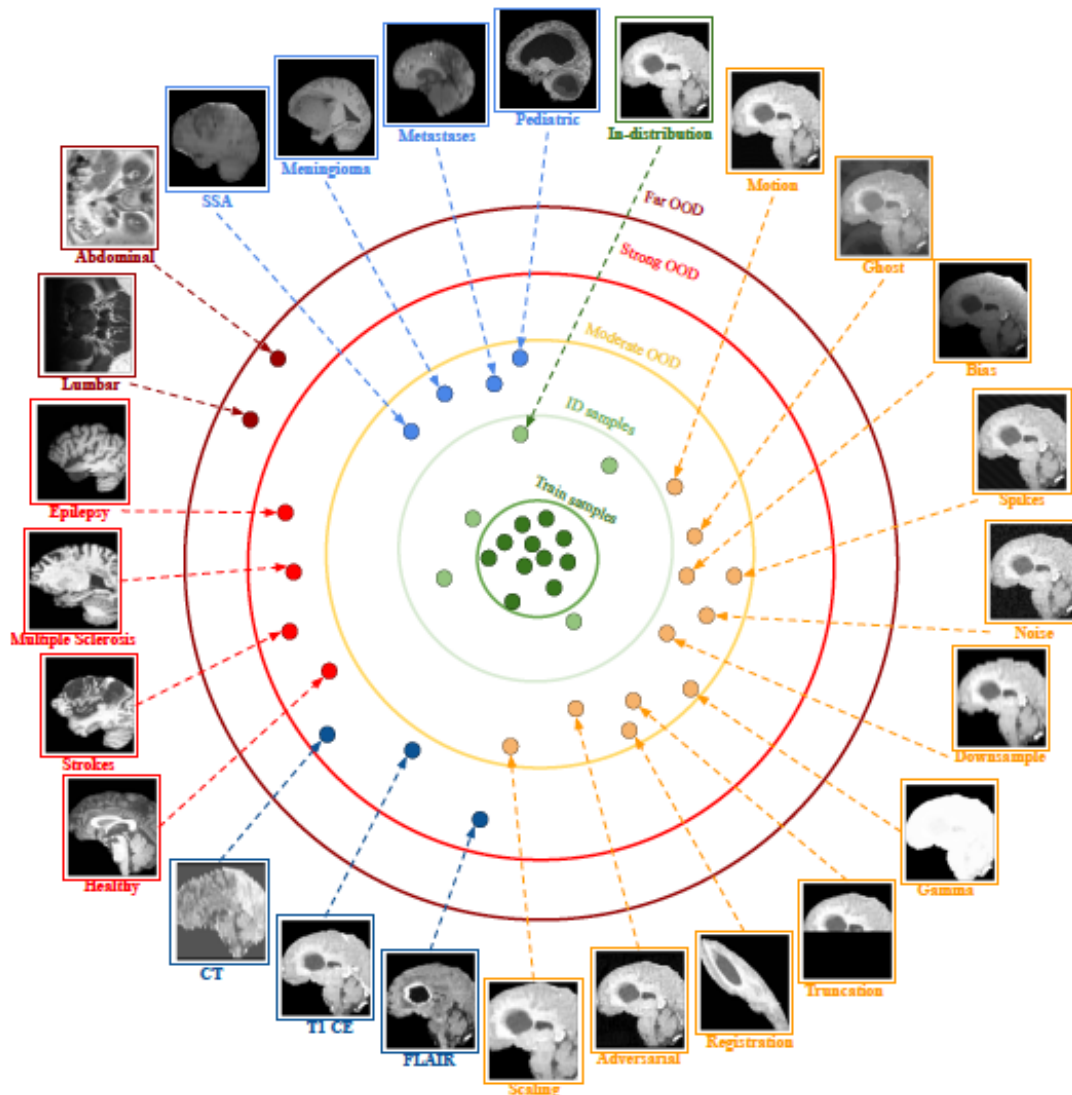 Pediatric
Metastases
In-distribution
Meningioma
Motion
SSA
Far OOD
Abdominal
Strong OOD
Ghost
Moderate OOD
Bias
Lumbar
ID samples
Train samples
Spikes
Epilepsy
Multiple Sclerosis
Noise
Strokes
Downsample
Healthy
Gamma
CT
Truncation
T1 CE
Registration
FLAIR
Adversarial
Scaling